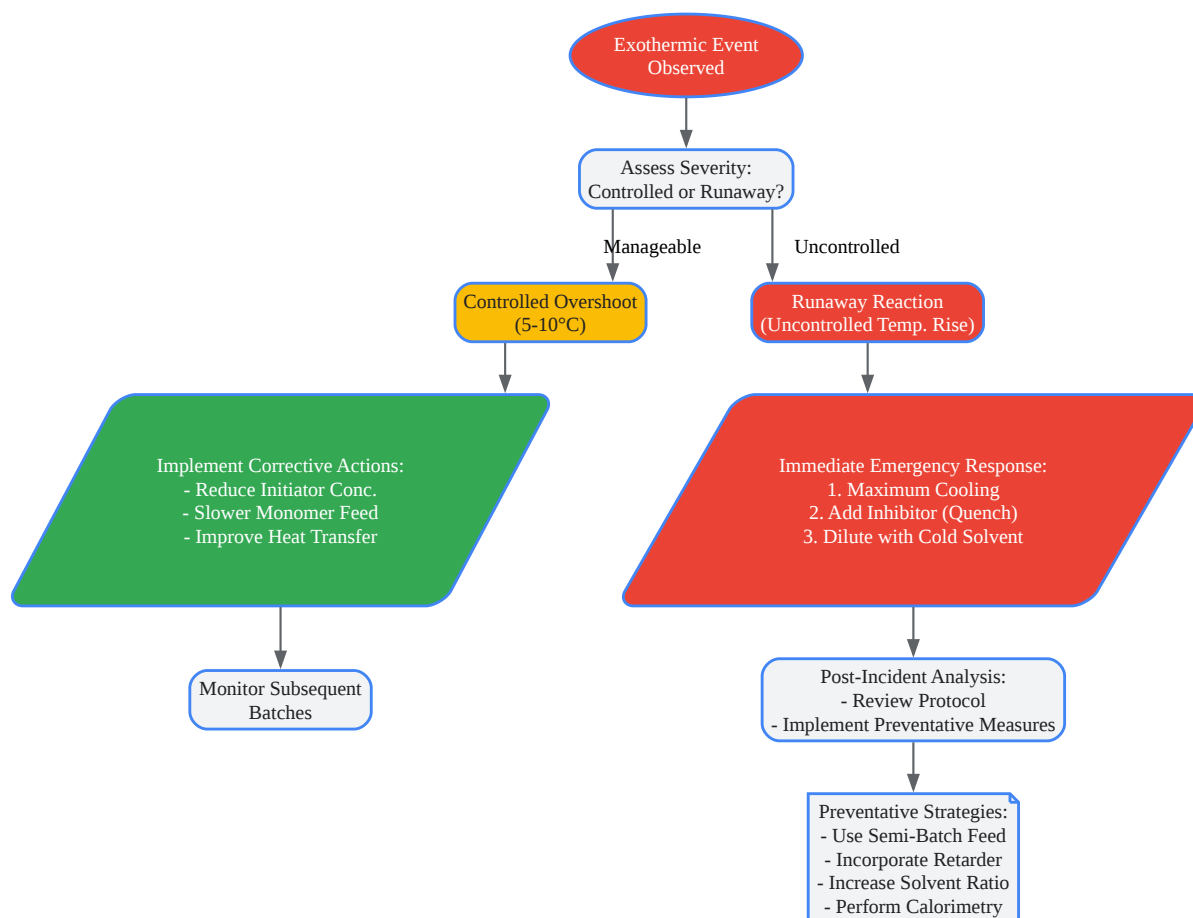 Exothermic Event
Observed
Assess Severity:
Controlled or Runaway?
Manageable
Uncontrolled
Controlled Overshoot
(5-10°C)
Runaway Reaction
(Uncontrolled Temp. Rise)
Implement Corrective Actions:
- Reduce Initiator Conc.
- Slower Monomer Feed
- Improve Heat Transfer
Immediate Emergency Response:
1. Maximum Cooling
2. Add Inhibitor (Quench)
3. Dilute with Cold Solvent
Monitor Subsequent
Batches
Post-Incident Analysis:
- Review Protocol
- Implement Preventative Measures
Preventative Strategies:
- Use Semi-Batch Feed
- Incorporate Retarder
- Increase Solvent Ratio
- Perform Calorimetry